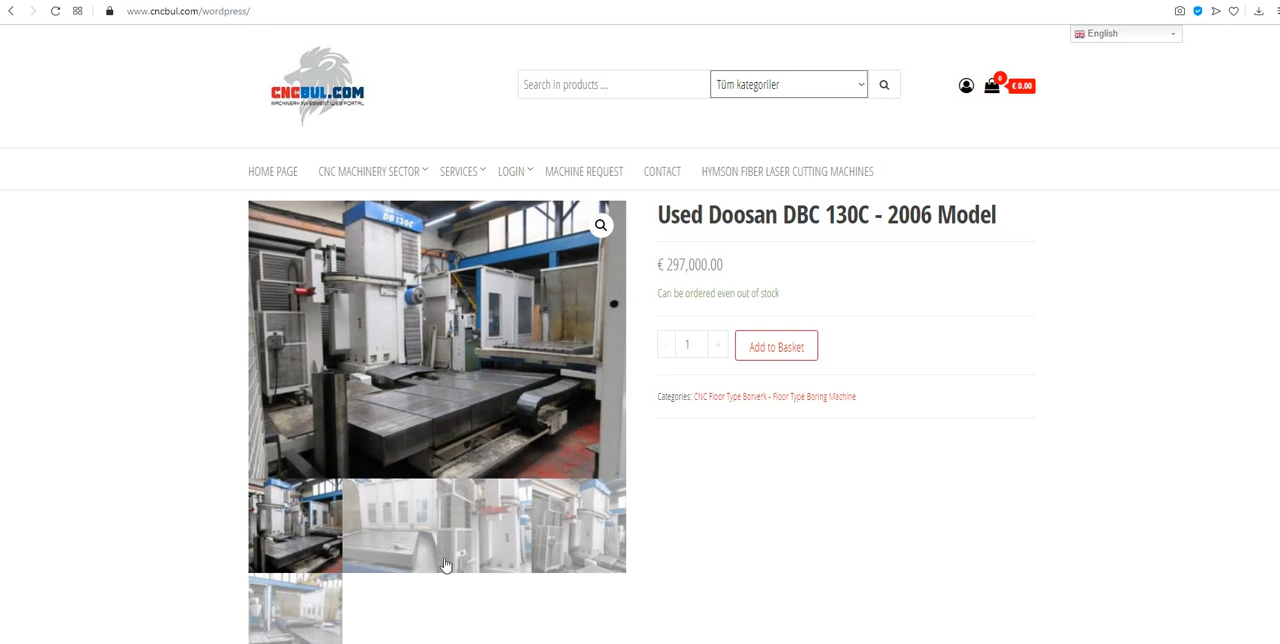 www.cncbul.com/wordpress/
English
CNCBUL.COM
MACHINERY INVESMENT WEB PORTAL
Search in products ...
Tüm kategoriler
0
€ 0.00
HOME PAGE
CNC MACHINERY SECTOR
SERVICES
LOGIN
MACHINE REQUEST
CONTACT
HYMSON FIBER LASER CUTTING MACHINES
DB130C
Used Doosan DBC 130C - 2006 Model
€ 297,000.00
Can be ordered even out of stock
- 1 +
Add to Basket
Categories: CNC Floor Type Borverk - Floor Type Boring Machine